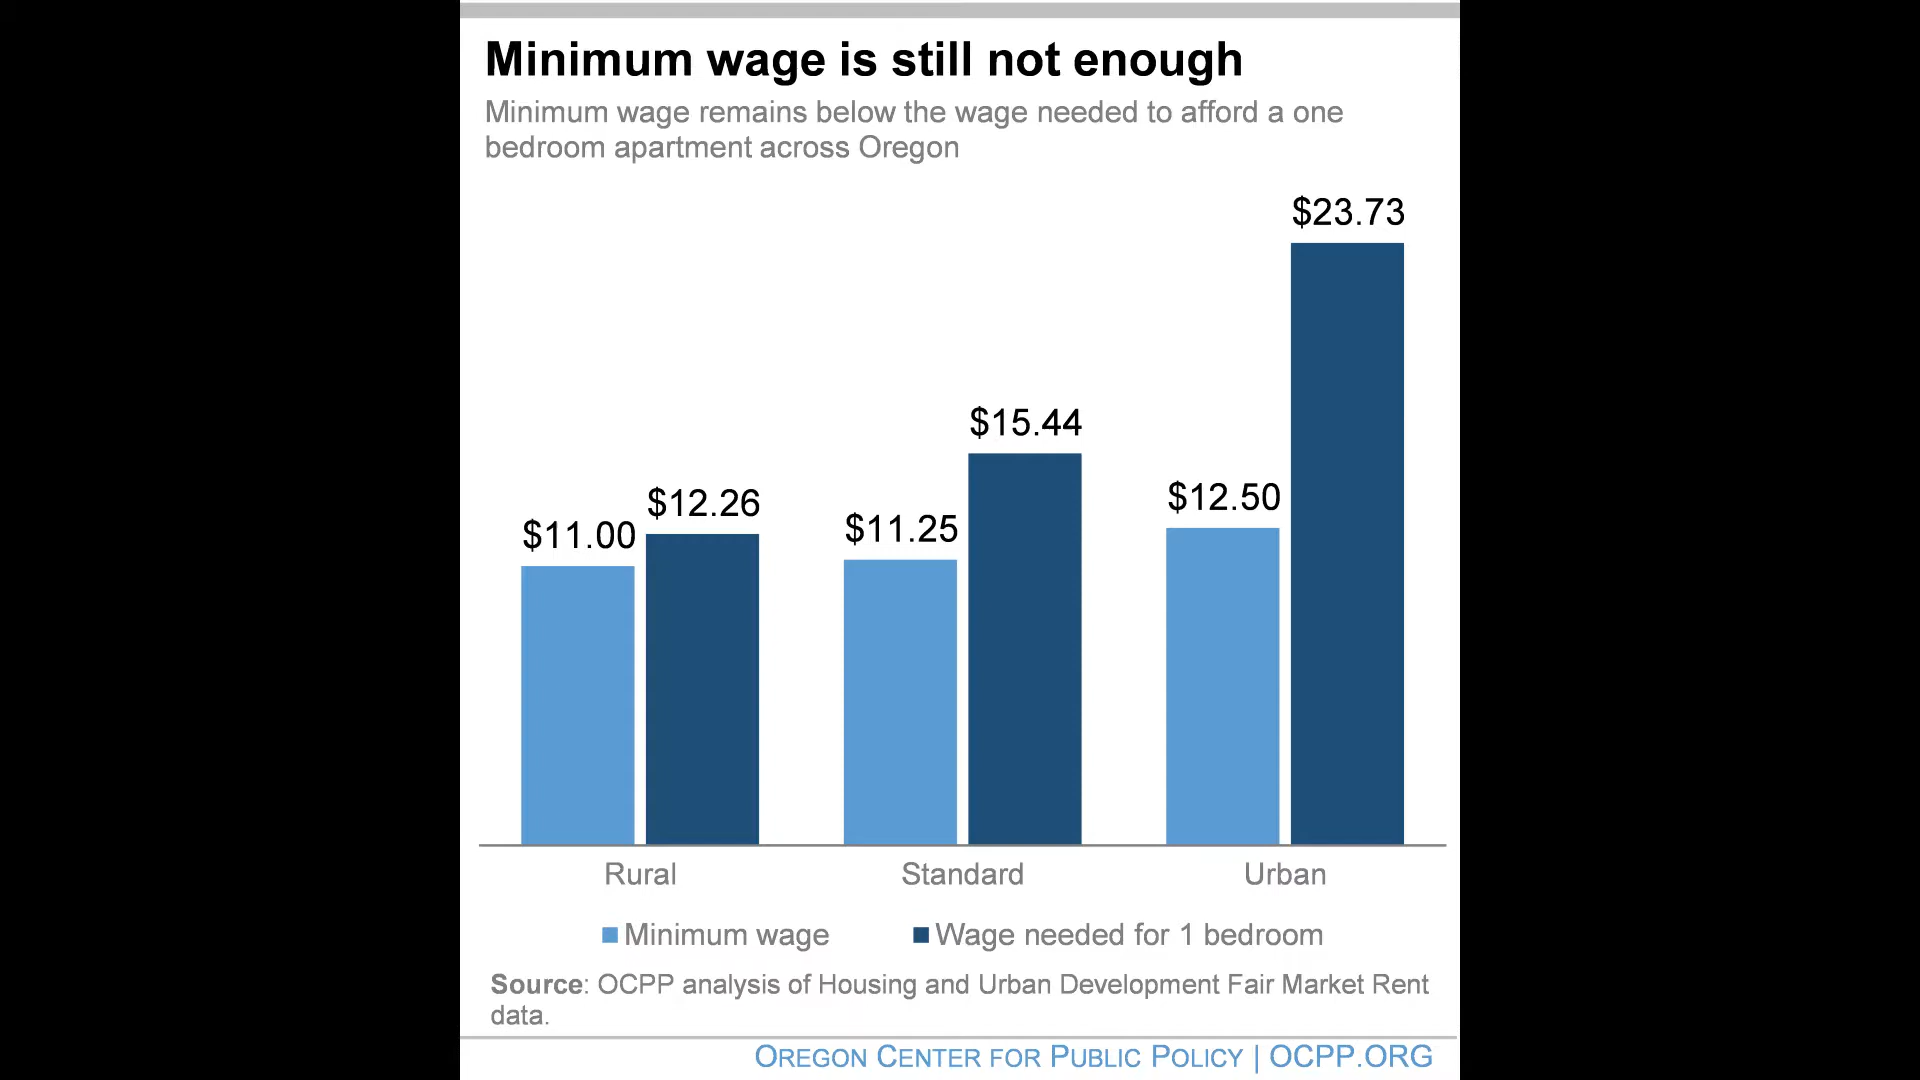 Minimum wage is still not enough
Minimum wage remains below the wage needed to afford a one
bedroom apartment across Oregon
$23.73
$15.44
$12.50
$12.26
$11.25
$11.00
Rural Standard Urban
Minimum wage Wage needed for 1 bedroom
Source: OCPP analysis of Housing and Urban Development Fair Market Rent
data.
OREGON CENTER FOR PUBLIC POLICY | OCPP.ORG